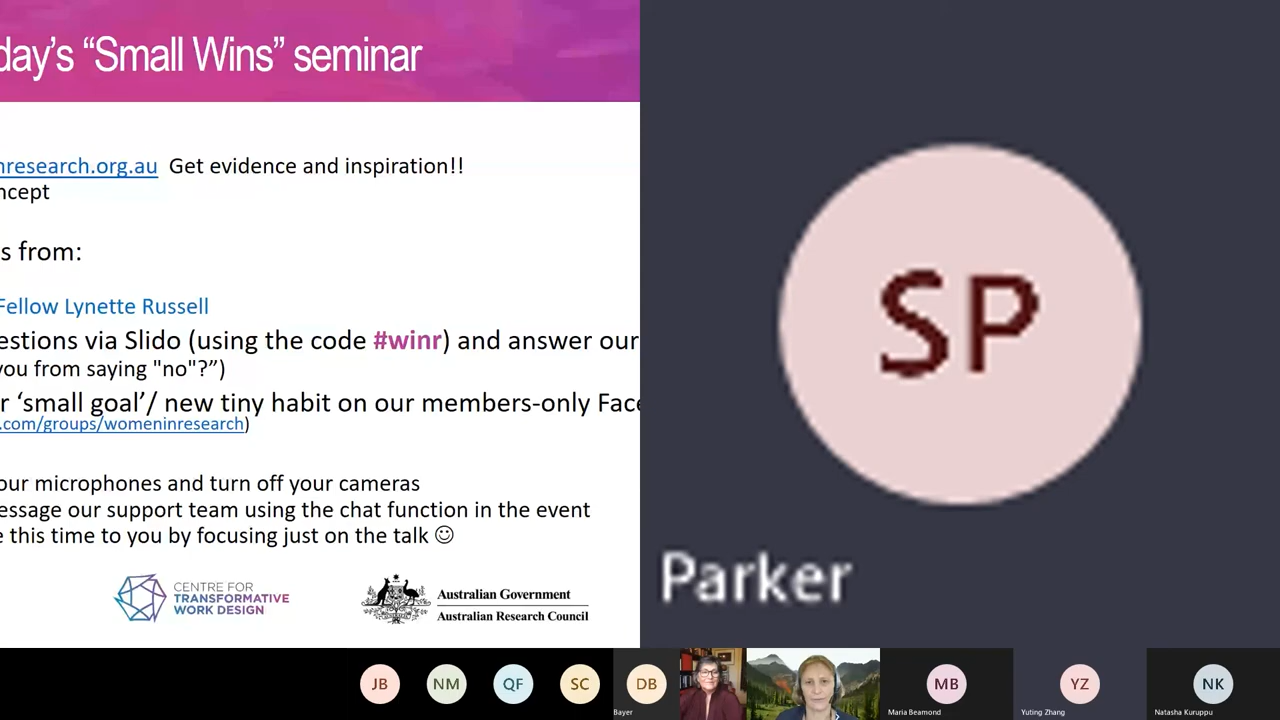 day's “Small Wins” seminar
nresearch.org.au Get evidence and inspiration!!
ncept
s from:
Fellow Lynette Russell
estions via Slido (using the code #winr) and answer our
you from saying "no"?”)
r ‘small goal’/ new tiny habit on our members-only Face
.com/groups/womeninresearch)
our microphones and turn off your cameras
essage our support team using the chat function in the event
e this time to you by focusing just on the talk ☺
CENTRE FOR
TRANSFORMATIVE
WORK DESIGN
Australian Government
Australian Research Council
SP
Parker
JB
NM
QF
SC
DB
Bayer
MB
Maria Beamond
YZ
Yuting Zhang
NK
Natasha Kuruppu